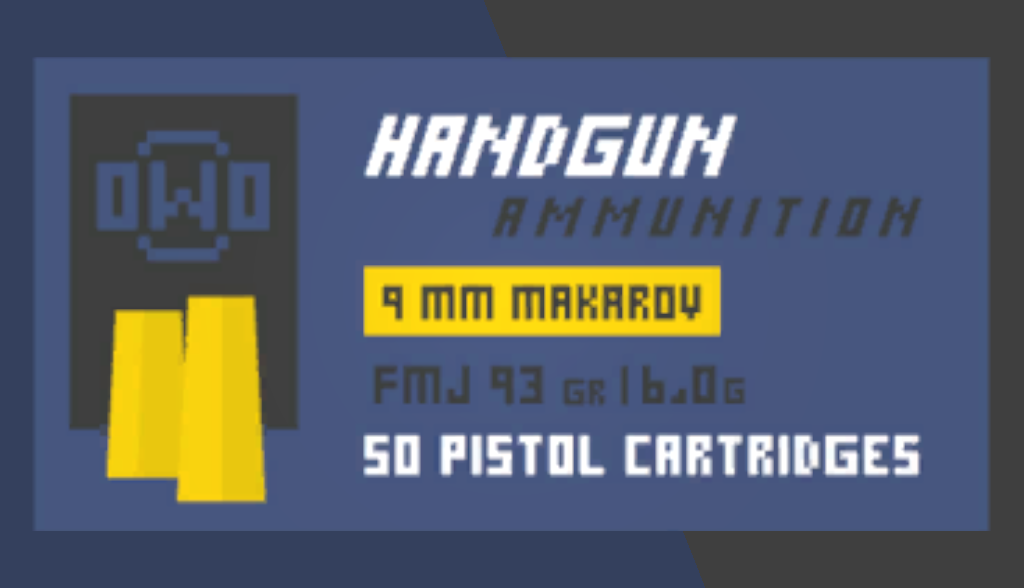 OWO
HANDGUN
AMMUNITION
9 MM MAKAROV
FMJ 93 GR | 6.0G
50 PISTOL CARTRIDGES